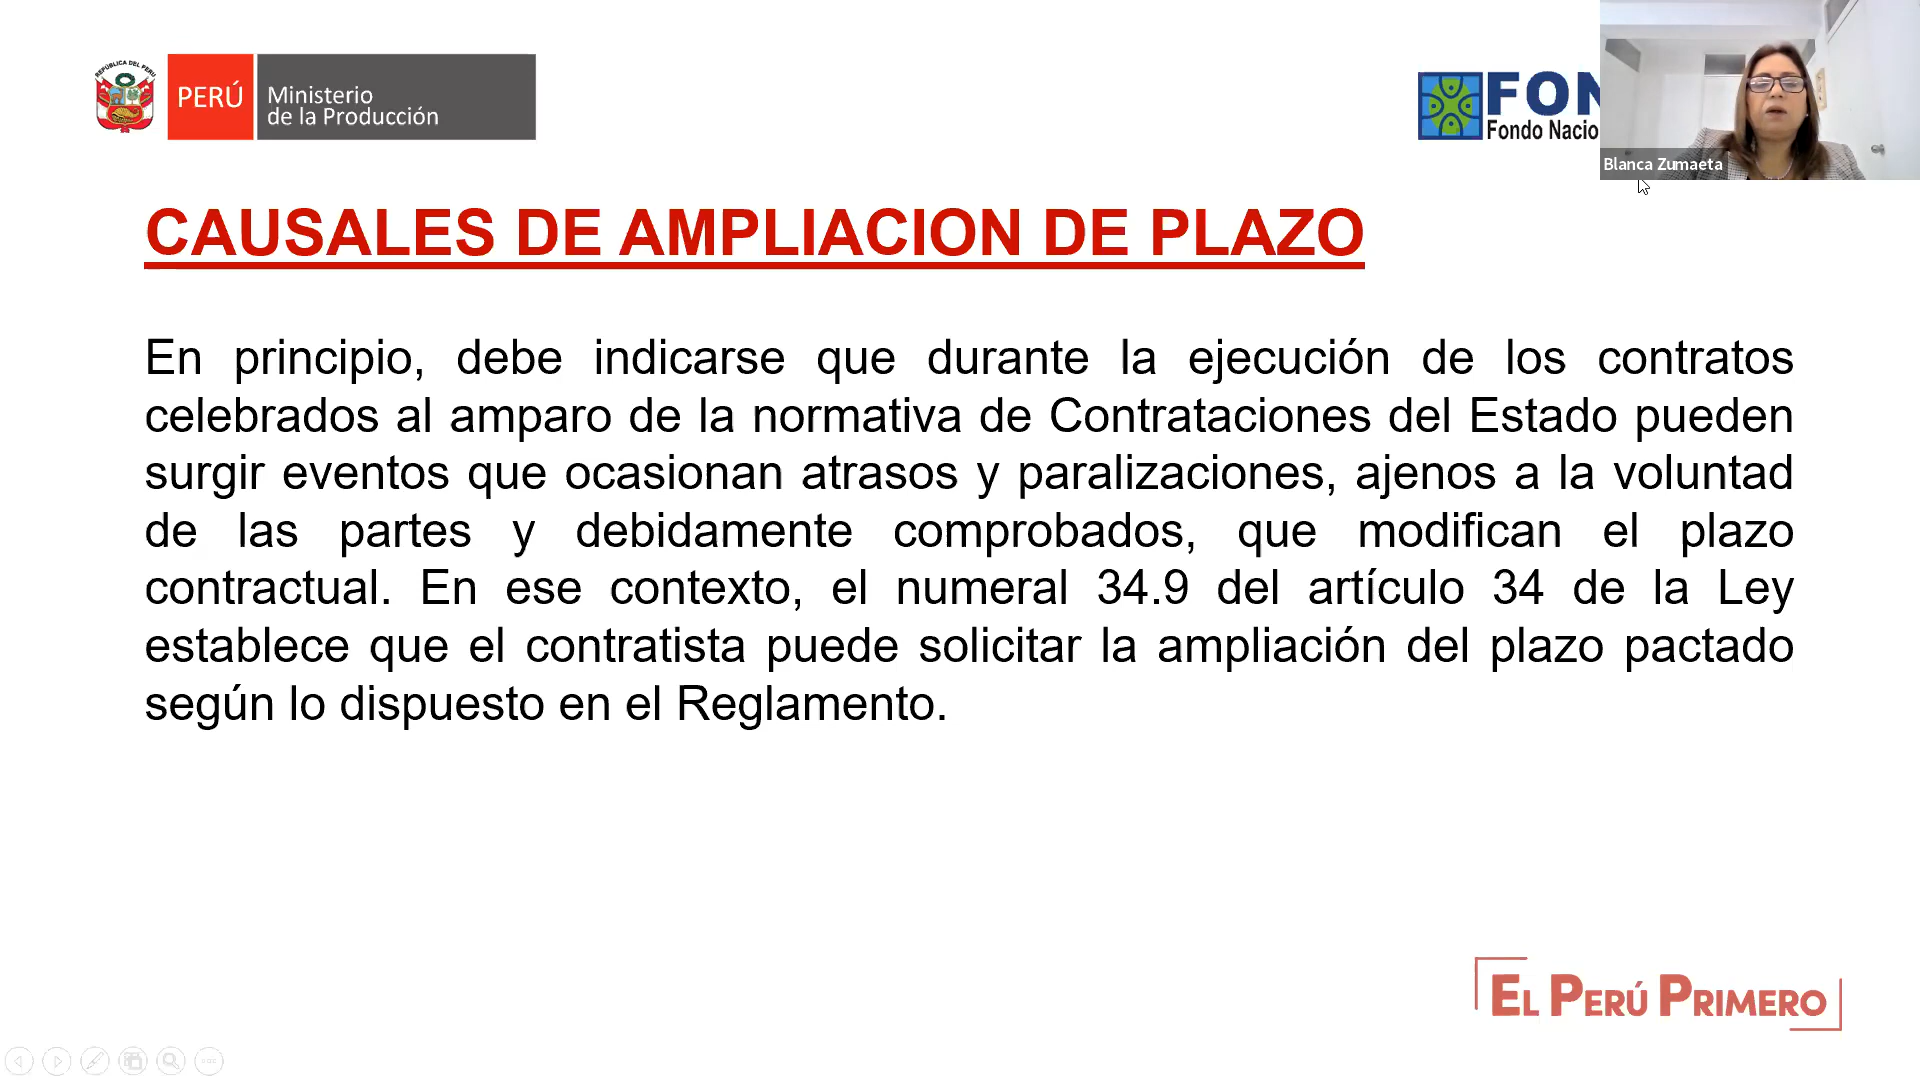 REPÚBLICA DEL PERÚ
PERÚ
Ministerio
de la Producción
FON
Fondo Nacio
Blanca Zumaeta
CAUSALES DE AMPLIACION DE PLAZO
En principio, debe indicarse que durante la ejecución de los contratos
celebrados al amparo de la normativa de Contrataciones del Estado pueden
surgir eventos que ocasionan atrasos y paralizaciones, ajenos a la voluntad
de las partes y debidamente comprobados, que modifican el plazo
contractual. En ese contexto, el numeral 34.9 del artículo 34 de la Ley
establece que el contratista puede solicitar la ampliación del plazo pactado
según lo dispuesto en el Reglamento.
EL PERÚ PRIMERO